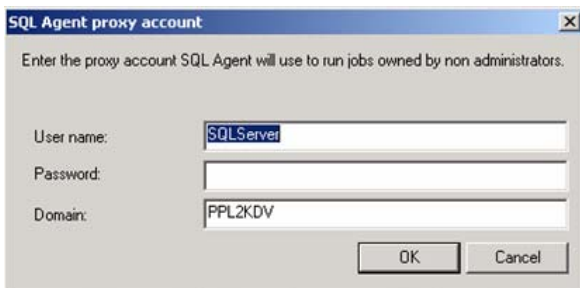 SQL Agent proxy account
Enter the proxy account SQL Agent will use to run jobs owned by non administrators.
User name: SQLServer
Password:
Domain: PPL2KDV
OK Cancel